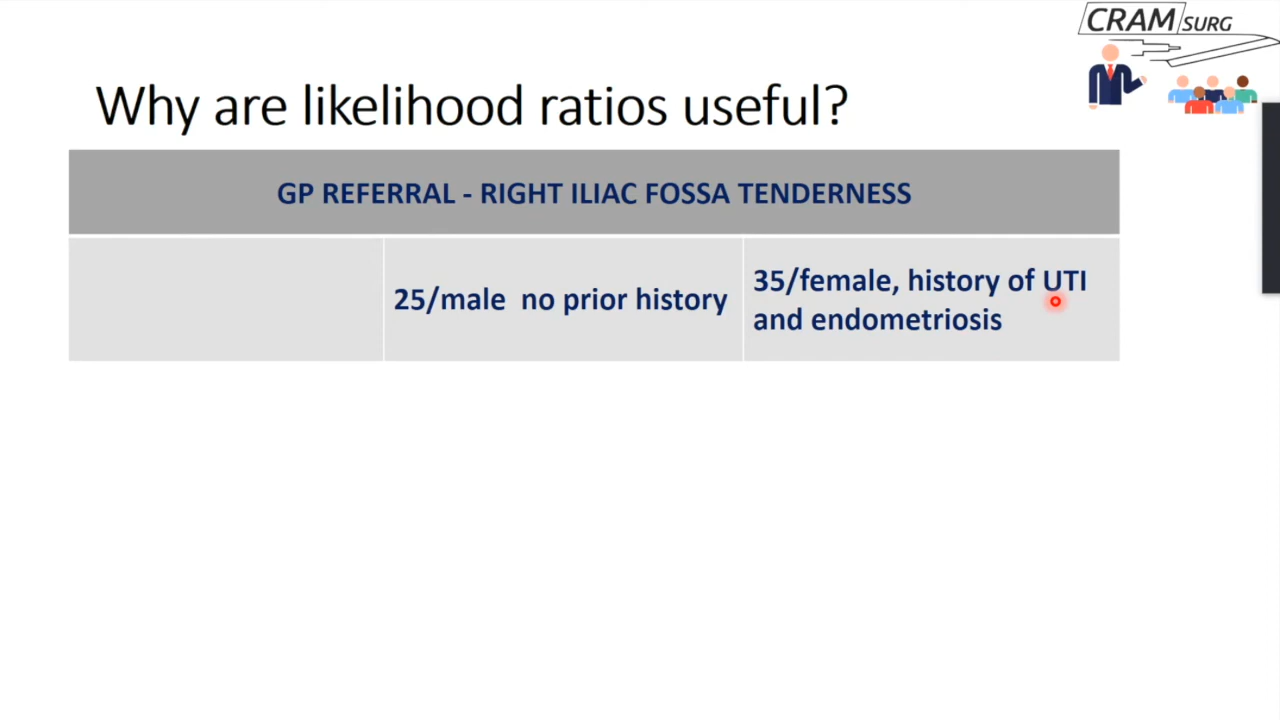 CRAM SURG
Why are likelihood ratios useful?
GP REFERRAL - RIGHT ILIAC FOSSA TENDERNESS
25/male no prior history
35/female, history of UTI
and endometriosis